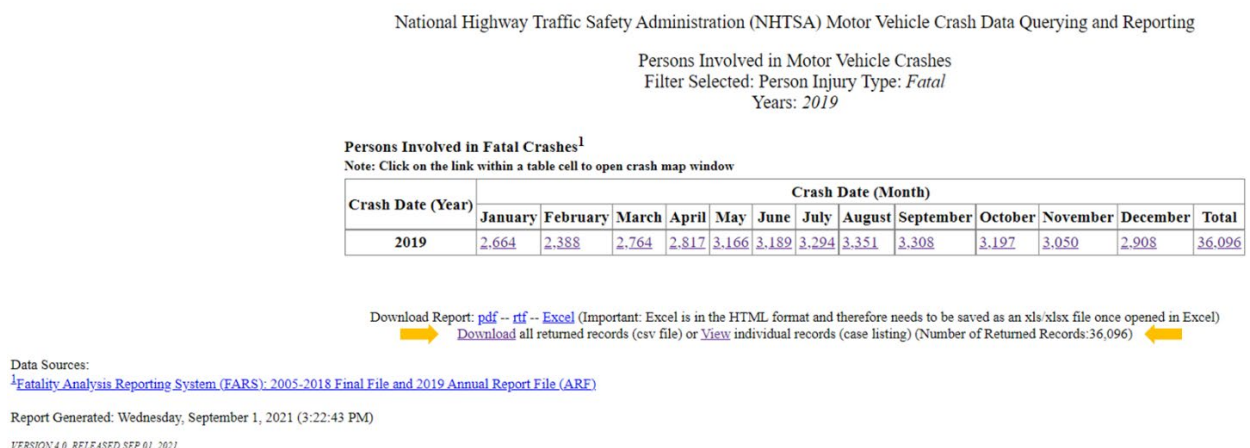 National Highway Traffic Safety Administration (NHTSA) Motor Vehicle Crash Data Querying and Reporting
Persons Involved in Motor Vehicle Crashes
Filter Selected: Person Injury Type: Fatal
Years: 2019
Persons Involved in Fatal Crashes1
Note: Click on the link within a table cell to open crash map window
Crash Date (Year) Crash Date (Month)
January February March April May June July August September October November December Total
2019 2,664 2,388 2,764 2,817 3,166 3,189 3,294 3,351 3,308 3,197 3,050 2,908 36,096
Download Report: pdf -- rtf -- Excel (Important: Excel is in the HTML format and therefore needs to be saved as an xls/xlsx file once opened in Excel)
Download all returned records (csv file) or View individual records (case listing) (Number of Returned Records:36,096)
Data Sources:
1Fatality Analysis Reporting System (FARS): 2005-2018 Final File and 2019 Annual Report File (ARF)
Report Generated: Wednesday, September 1, 2021 (3:22:43 PM)
VERSION 4.0, RELEASED SEP 01, 2021